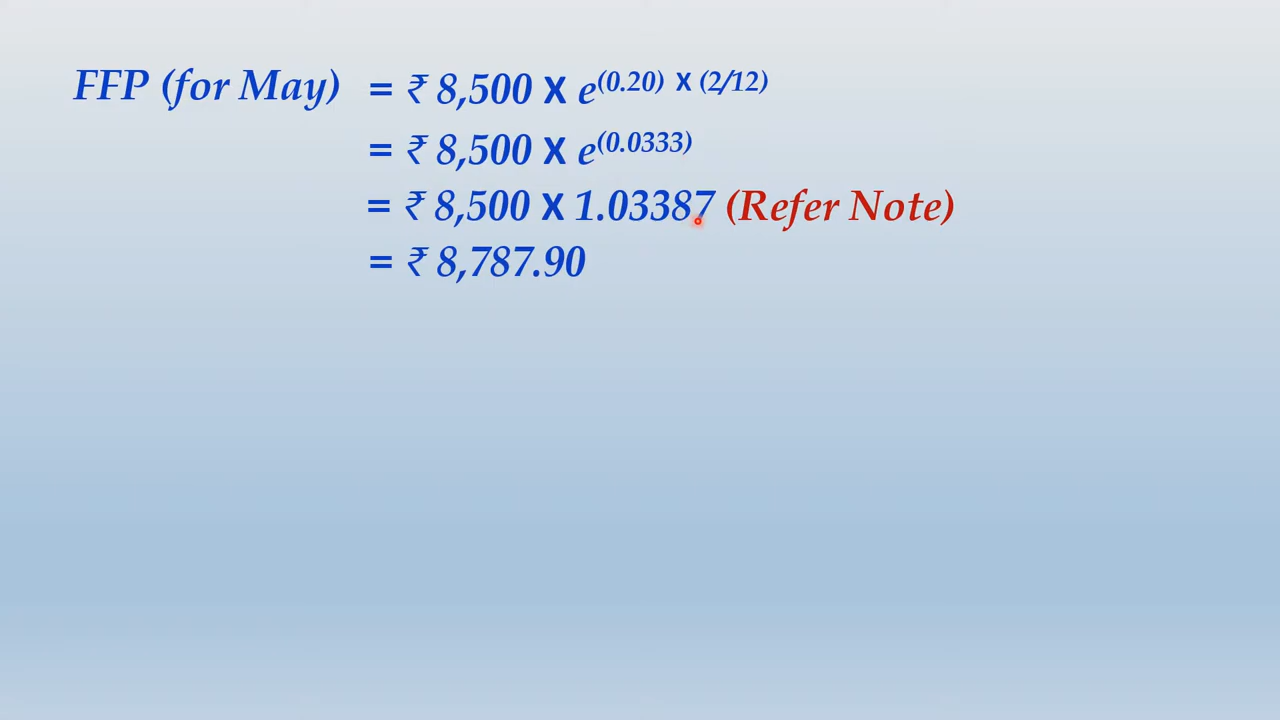 FFP (for May) = ₹ 8,500 X e^(0.20) X (2/12)
= ₹ 8,500 X e^(0.0333)
= ₹ 8,500 X 1.03387 (Refer Note)
= ₹ 8,787.90